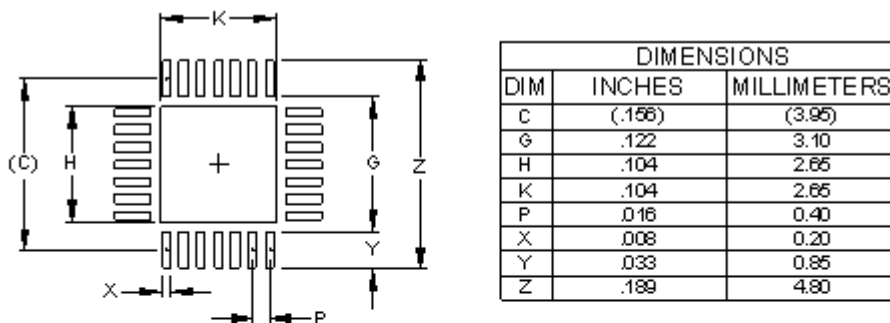 K
(C)
H
G
Z
Y
X
P
DIMENSIONS
DIM INCHES MILLIMETERS
C (.156) (3.95)
G .122 3.10
H .104 2.65
K .104 2.65
P .016 0.40
X .008 0.20
Y .033 0.85
Z .189 4.80